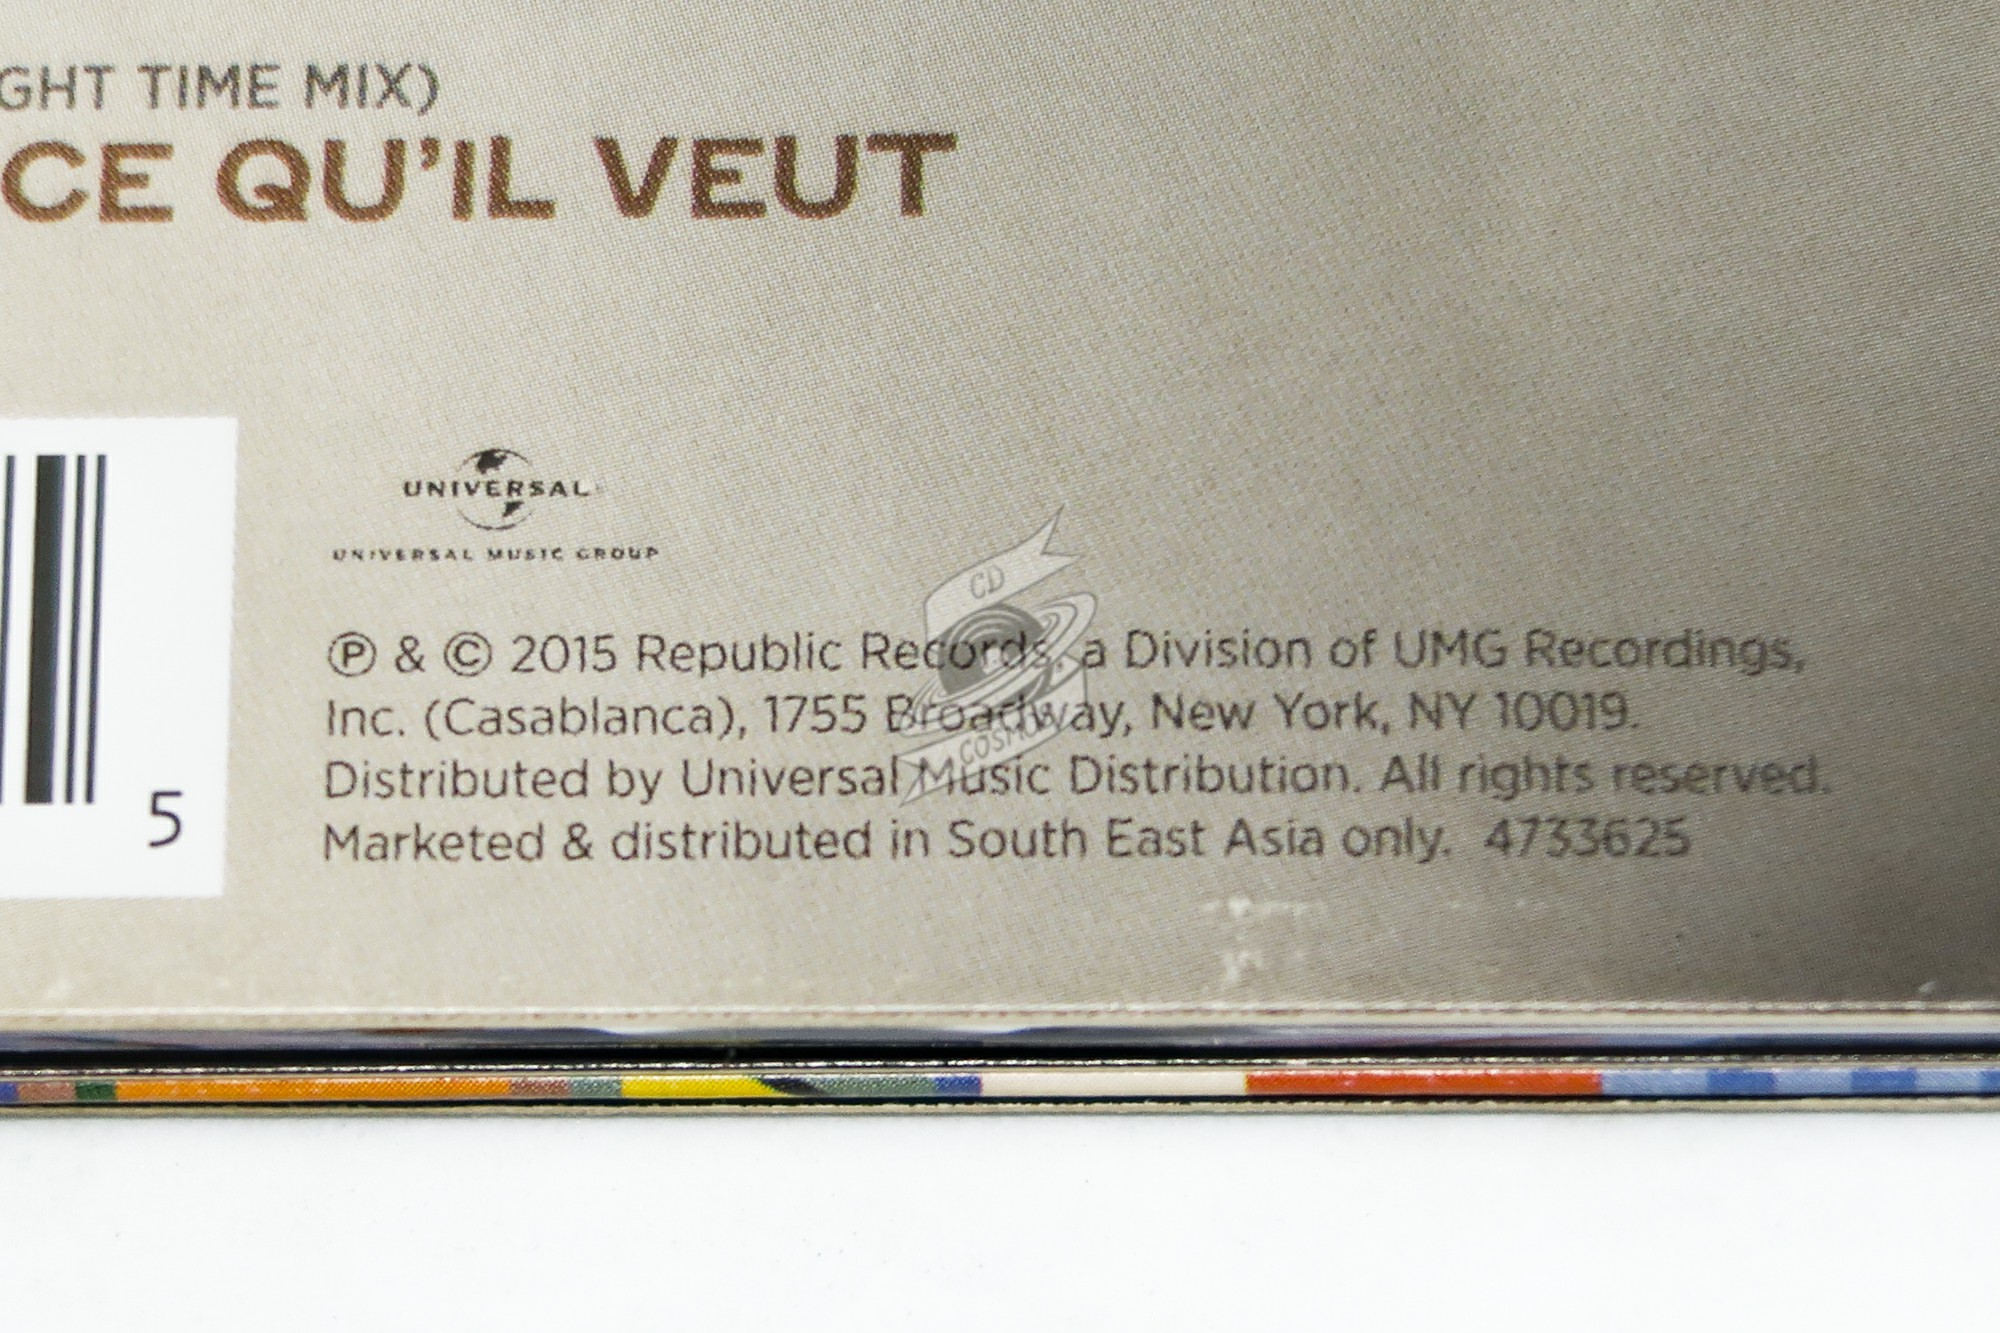 GHT TIME MIX)
CE QU'IL VEUT
UNIVERSAL
UNIVERSAL MUSIC GROUP
℗ & © 2015 Republic Records, a Division of UMG Recordings,
Inc. (Casablanca), 1755 Broadway, New York, NY 10019.
Distributed by Universal Music Distribution. All rights reserved.
Marketed & distributed in South East Asia only. 4733625
5
CD
COSMOS